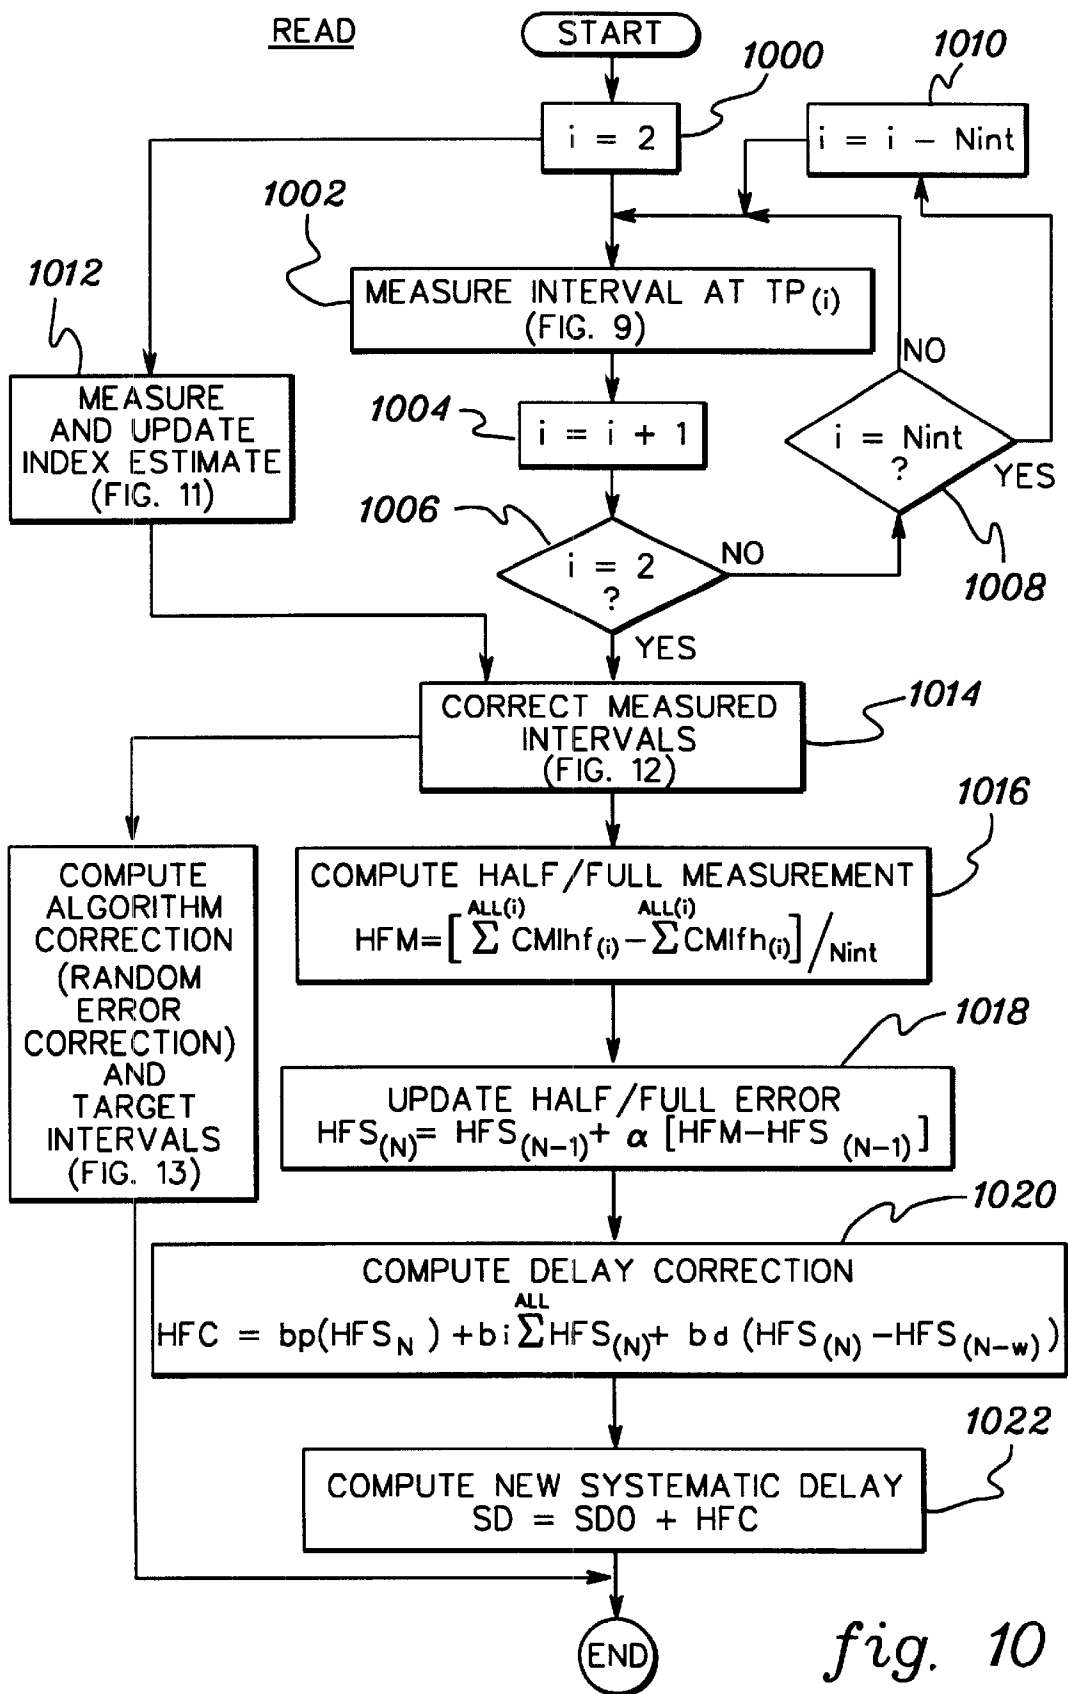 READ
START
1000
1010
i = 2
i = i - Nint
1002
1012
MEASURE INTERVAL AT TP(i)
(FIG. 9)
NO
MEASURE
AND UPDATE
INDEX ESTIMATE
(FIG. 11)
1004
i = i + 1
i = Nint
?
YES
1006
i = 2
?
NO
1008
YES
CORRECT MEASURED
INTERVALS
(FIG. 12)
1014
1016
COMPUTE
ALGORITHM
CORRECTION
(RANDOM
ERROR
CORRECTION)
AND
TARGET
INTERVALS
(FIG. 13)
COMPUTE HALF/FULL MEASUREMENT
ALL(i) ALL(i)
HFM=[ Σ CMIhf(i)- Σ CMIfh(i)] /Nint
1018
UPDATE HALF/FULL ERROR
HFS(N)= HFS(N-1)+ α [HFM-HFS (N-1)]
1020
COMPUTE DELAY CORRECTION
ALL
HFC = bp(HFSN) +bi Σ HFS(N)+ bd (HFS(N) -HFS(N-w))
1022
COMPUTE NEW SYSTEMATIC DELAY
SD = SD0 + HFC
END
fig. 10